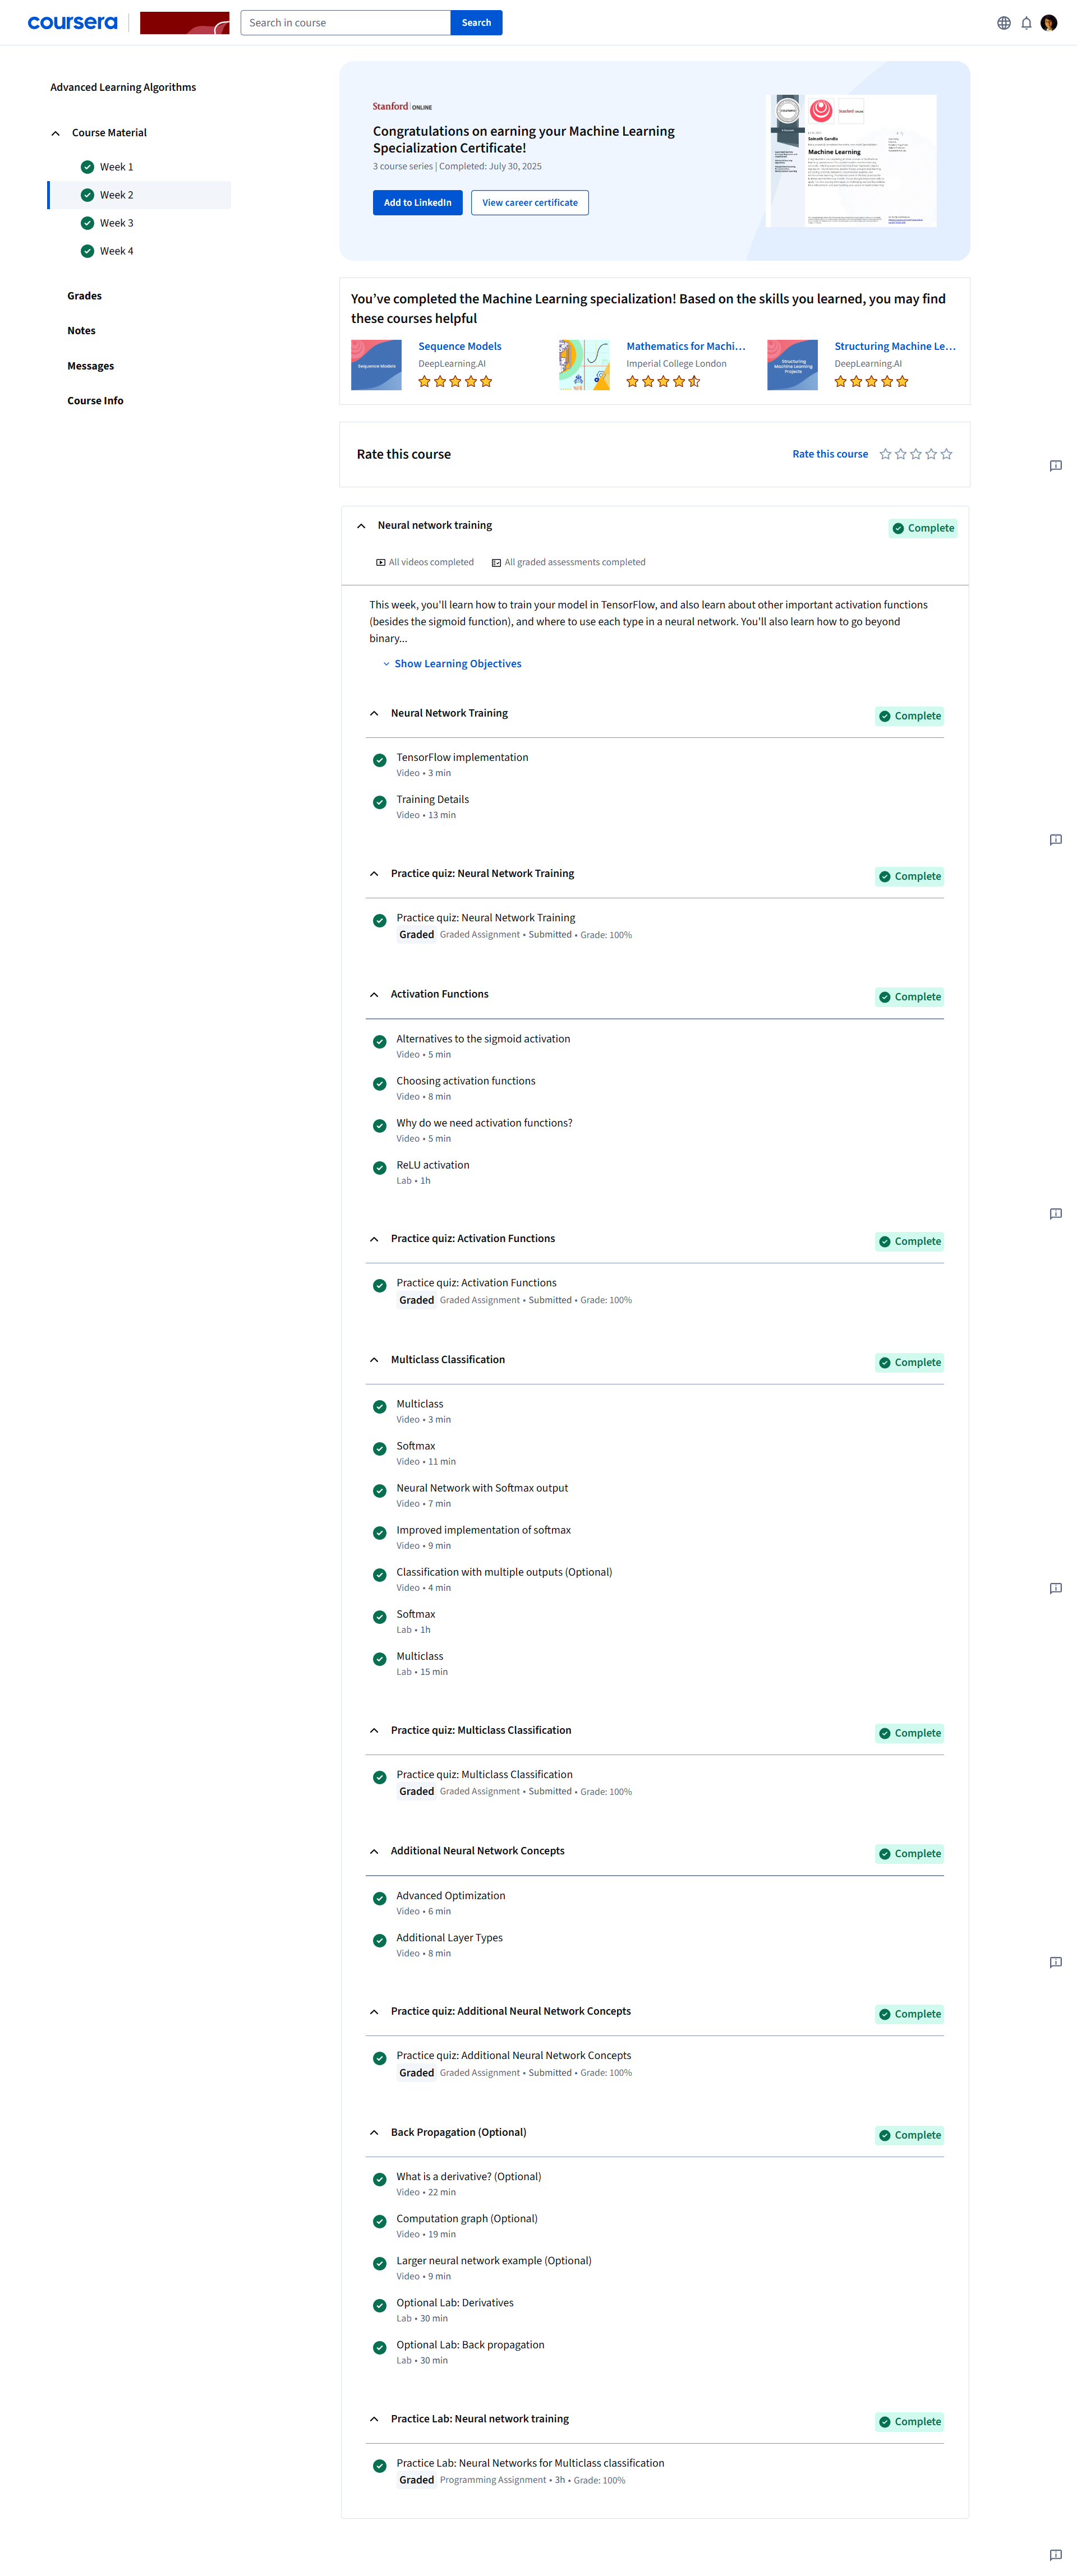 coursera
Search in course
Search
Advanced Learning Algorithms
Course Material
Week 1
Week 2
Week 3
Week 4
Grades
Notes
Messages
Course Info
Stanford | ONLINE
Congratulations on earning your Machine Learning
Specialization Certificate!
3 course series | Completed: July 30, 2025
Add to LinkedIn
View career certificate
Stanford | ONLINE
Sainath Gandla
Machine Learning
You’ve completed the Machine Learning specialization! Based on the skills you learned, you may find
these courses helpful
Sequence Models
Sequence Models
DeepLearning.AI
Mathematics for Machi...
Imperial College London
Structuring
Machine Learning
Projects
Structuring Machine Le...
DeepLearning.AI
Rate this course
Rate this course
Neural network training
Complete
All videos completed
All graded assessments completed
This week, you'll learn how to train your model in TensorFlow, and also learn about other important activation functions
(besides the sigmoid function), and where to use each type in a neural network. You'll also learn how to go beyond
binary...
Show Learning Objectives
Neural Network Training
Complete
TensorFlow implementation
Video • 3 min
Training Details
Video • 13 min
Practice quiz: Neural Network Training
Complete
Practice quiz: Neural Network Training
Graded Graded Assignment • Submitted • Grade: 100%
Activation Functions
Complete
Alternatives to the sigmoid activation
Video • 5 min
Choosing activation functions
Video • 8 min
Why do we need activation functions?
Video • 5 min
ReLU activation
Lab • 1h
Practice quiz: Activation Functions
Complete
Practice quiz: Activation Functions
Graded Graded Assignment • Submitted • Grade: 100%
Multiclass Classification
Complete
Multiclass
Video • 3 min
Softmax
Video • 11 min
Neural Network with Softmax output
Video • 7 min
Improved implementation of softmax
Video • 9 min
Classification with multiple outputs (Optional)
Video • 4 min
Softmax
Lab • 1h
Multiclass
Lab • 15 min
Practice quiz: Multiclass Classification
Complete
Practice quiz: Multiclass Classification
Graded Graded Assignment • Submitted • Grade: 100%
Additional Neural Network Concepts
Complete
Advanced Optimization
Video • 6 min
Additional Layer Types
Video • 8 min
Practice quiz: Additional Neural Network Concepts
Complete
Practice quiz: Additional Neural Network Concepts
Graded Graded Assignment • Submitted • Grade: 100%
Back Propagation (Optional)
Complete
What is a derivative? (Optional)
Video • 22 min
Computation graph (Optional)
Video • 19 min
Larger neural network example (Optional)
Video • 9 min
Optional Lab: Derivatives
Lab • 30 min
Optional Lab: Back propagation
Lab • 30 min
Practice Lab: Neural network training
Complete
Practice Lab: Neural Networks for Multiclass classification
Graded Programming Assignment • 3h • Grade: 100%